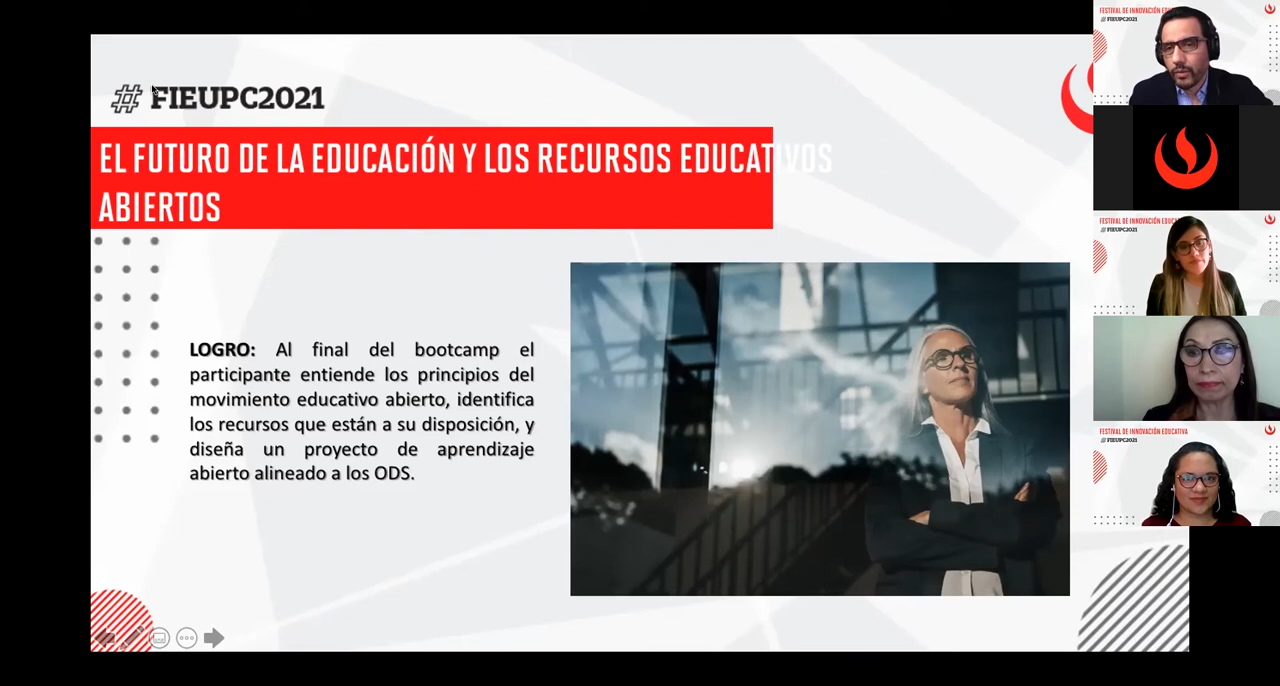 # FIEUPC2021
EL FUTURO DE LA EDUCACIÓN Y LOS RECURSOS EDUCATIVOS
ABIERTOS
LOGRO: Al final del bootcamp el
participante entiende los principios del
movimiento educativo abierto, identifica
los recursos que están a su disposición, y
diseña un proyecto de aprendizaje
abierto alineado a los ODS.
FESTIVAL DE INNOVACIÓN
#FIEUPC2021
FESTIVAL DE INNOVACIÓN
#FIEUPC2021
FESTIVAL DE INNOVACIÓN EDUCATIVA
#FIEUPC2021